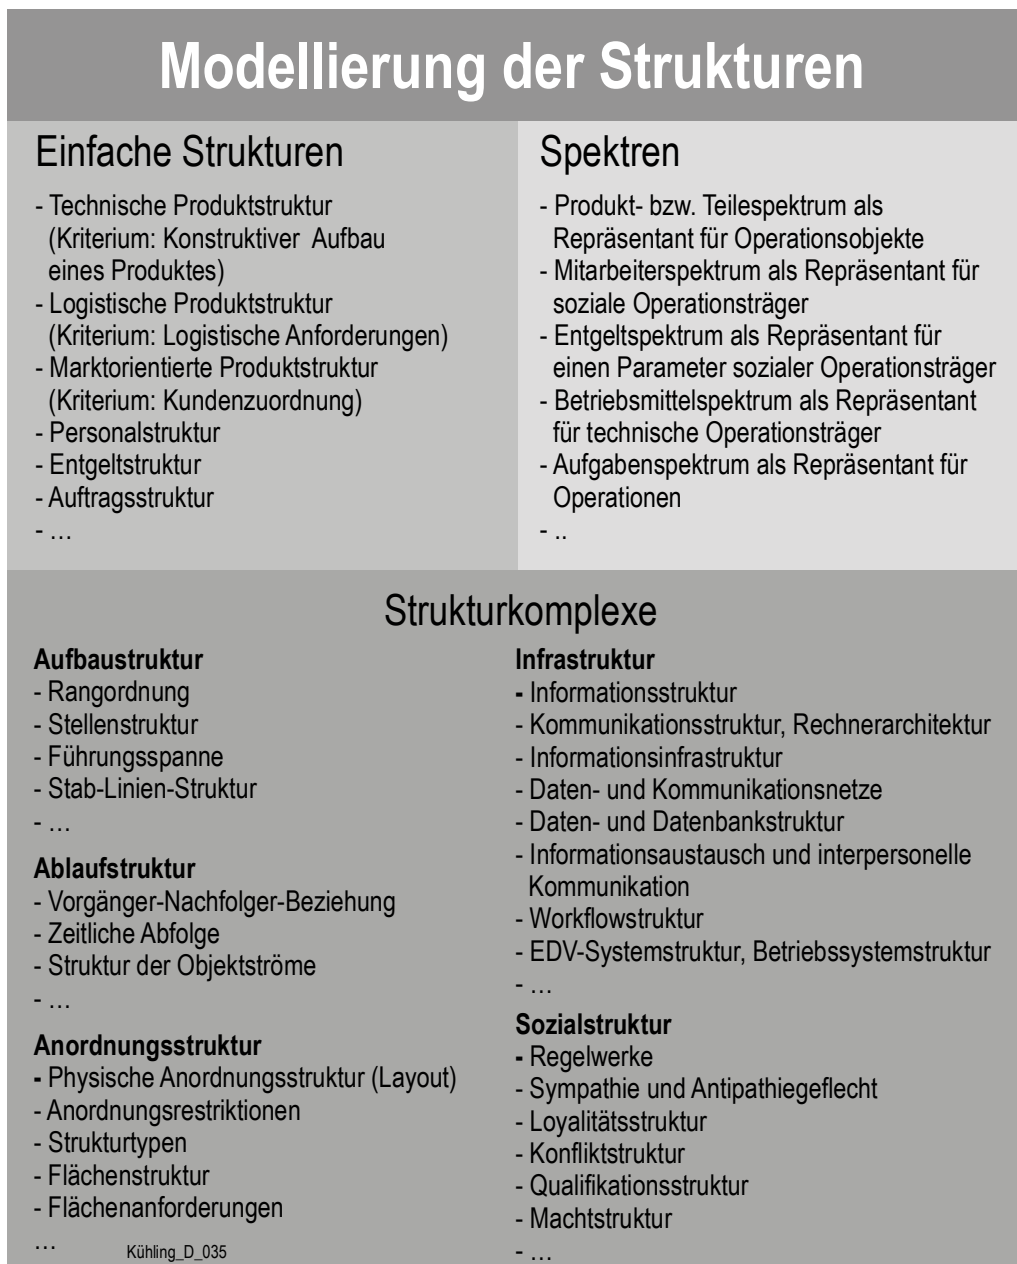 Modellierung der Strukturen
Einfache Strukturen
- Technische Produktstruktur
(Kriterium: Konstruktiver Aufbau
eines Produktes)
- Logistische Produktstruktur
(Kriterium: Logistische Anforderungen)
- Marktorientierte Produktstruktur
(Kriterium: Kundenzuordnung)
- Personalstruktur
- Entgeltstruktur
- Auftragsstruktur
- …
Spektren
- Produkt- bzw. Teilespektrum als
Repräsentant für Operationsobjekte
- Mitarbeiterspektrum als Repräsentant für
soziale Operationsträger
- Entgeltspektrum als Repräsentant für
einen Parameter sozialer Operationsträger
- Betriebsmittelspektrum als Repräsentant
für technische Operationsträger
- Aufgabenspektrum als Repräsentant für
Operationen
- ..
Strukturkomplexe
Aufbaustruktur
- Rangordnung
- Stellenstruktur
- Führungsspanne
- Stab-Linien-Struktur
- …
Ablaufstruktur
- Vorgänger-Nachfolger-Beziehung
- Zeitliche Abfolge
- Struktur der Objektströme
- …
Anordnungsstruktur
- Physische Anordnungsstruktur (Layout)
- Anordnungsrestriktionen
- Strukturtypen
- Flächenstruktur
- Flächenanforderungen
…
Kühling_D_035
Infrastruktur
- Informationsstruktur
- Kommunikationsstruktur, Rechnerarchitektur
- Informationsinfrastruktur
- Daten- und Kommunikationsnetze
- Daten- und Datenbankstruktur
- Informationsaustausch und interpersonelle
Kommunikation
- Workflowstruktur
- EDV-Systemstruktur, Betriebssystemstruktur
- …
Sozialstruktur
- Regelwerke
- Sympathie und Antipathiegeflecht
- Loyalitätsstruktur
- Konfliktstruktur
- Qualifikationsstruktur
- Machtstruktur
- …